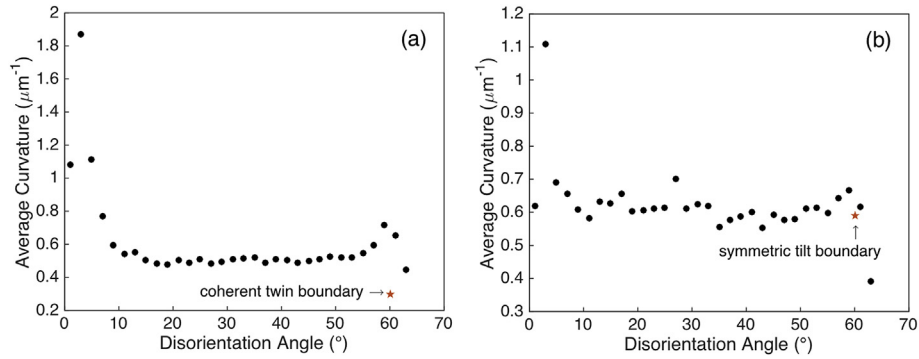 2
1.8
1.6
1.4
1.2
1
0.8
0.6
0.4
0.2
0 10 20 30 40 50 60 70
Average Curvature (μm⁻¹)
Disorientation Angle (°)
(a)
coherent twin boundary →
1.2
1.1
1
0.9
0.8
0.7
0.6
0.5
0.4
0.3
0 10 20 30 40 50 60 70
Average Curvature (μm⁻¹)
Disorientation Angle (°)
(b)
symmetric tilt boundary